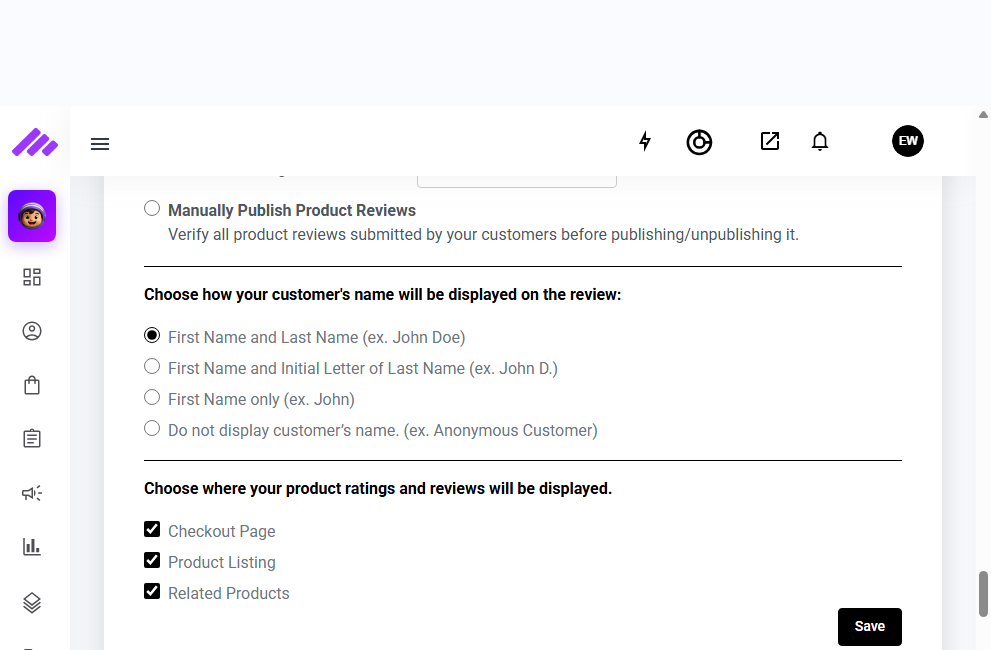 EW
Manually Publish Product Reviews
Verify all product reviews submitted by your customers before publishing/unpublishing it.
Choose how your customer's name will be displayed on the review:
First Name and Last Name (ex. John Doe)
First Name and Initial Letter of Last Name (ex. John D.)
First Name only (ex. John)
Do not display customer’s name. (ex. Anonymous Customer)
Choose where your product ratings and reviews will be displayed.
Checkout Page
Product Listing
Related Products
Save